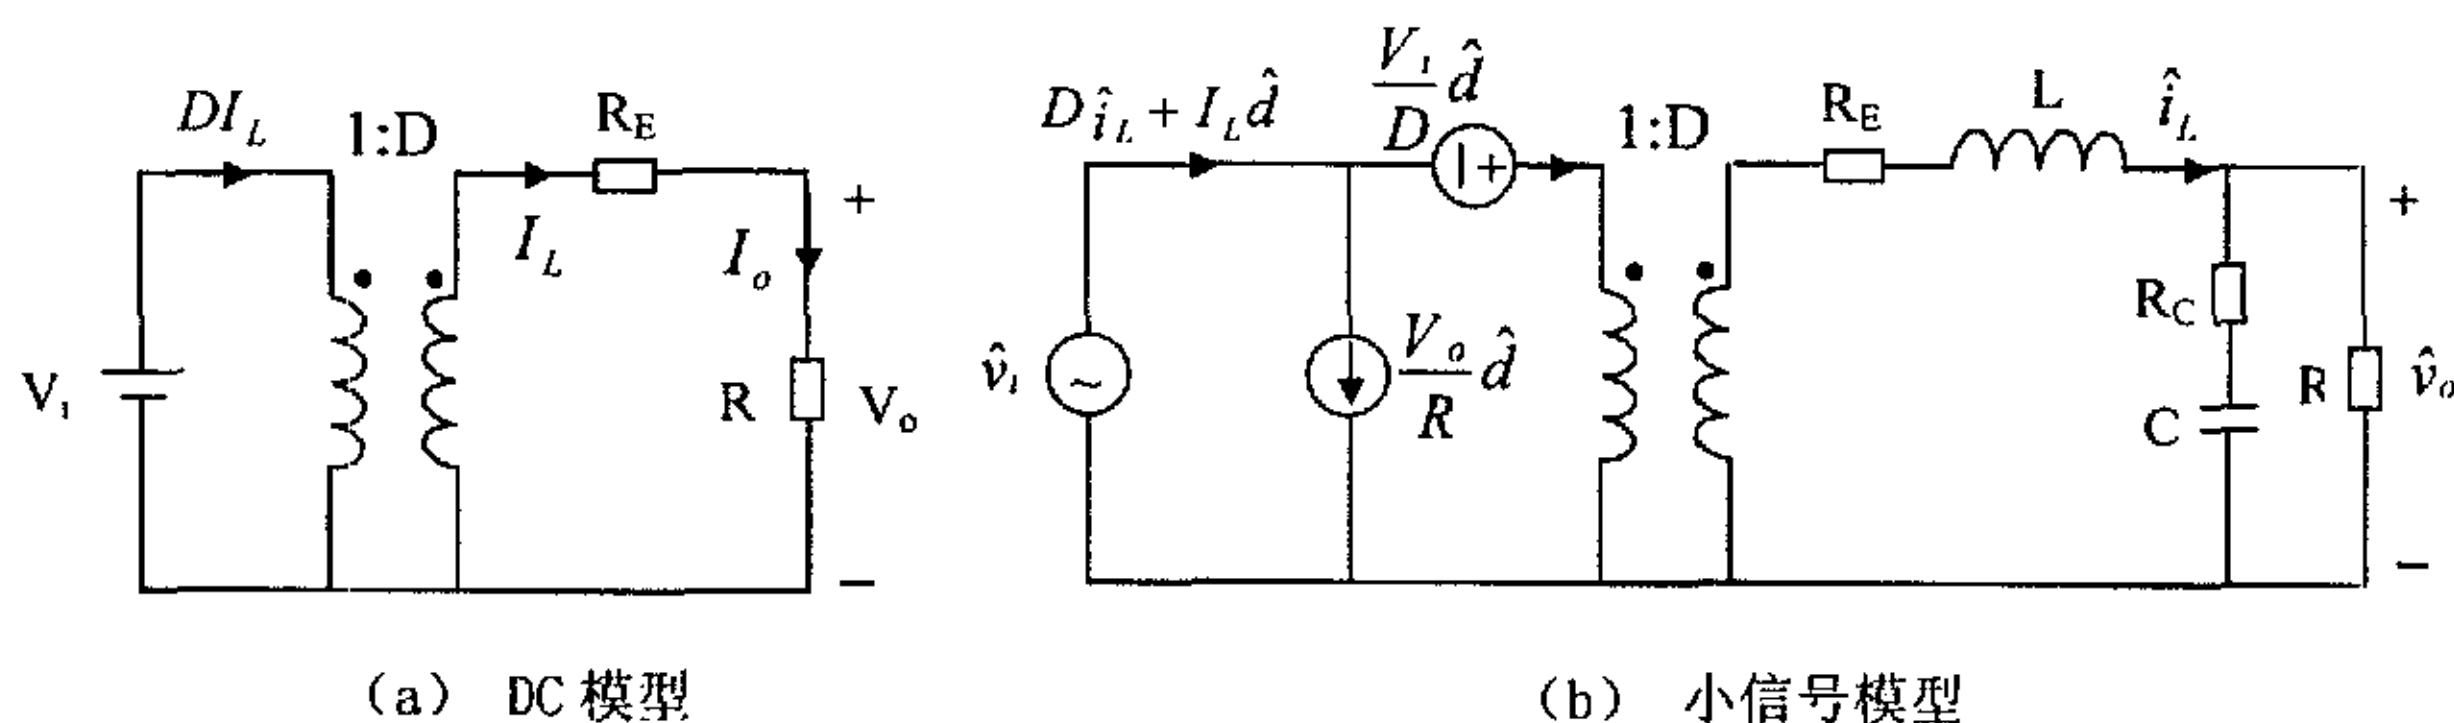 DI_L
1:D
R_E
I_L
I_o
+
V_i
R
V_o
−
(a) DC 模型
D î_L + I_L d̂
V_i/D d̂
+
1:D
R_E
L
î_L
+
R_C
v̂_i
~
V_o/R d̂
C
R
v̂_o
−
(b) 小信号模型